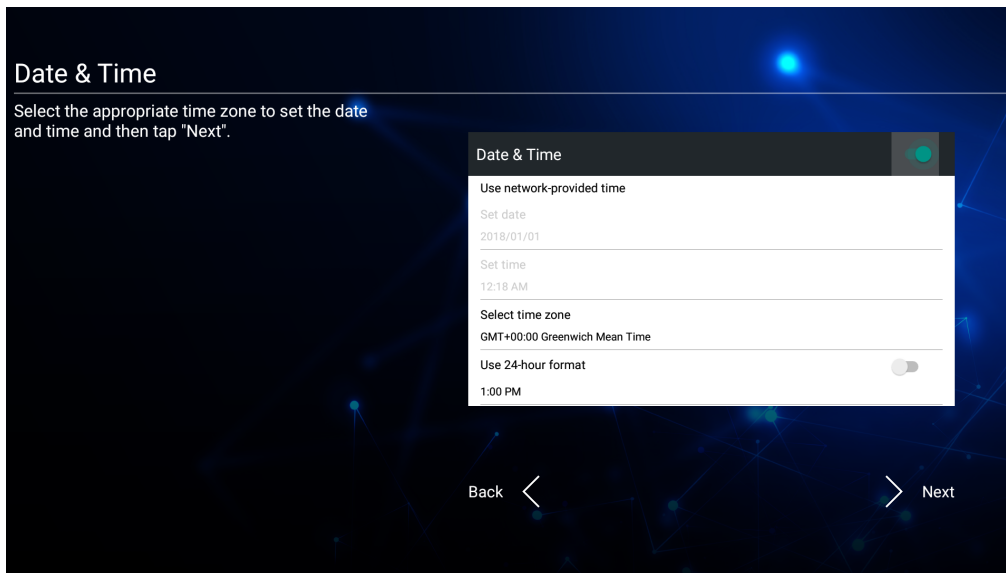 Date & Time
Select the appropriate time zone to set the date
and time and then tap "Next".
Date & Time
Use network-provided time
Set date
2018/01/01
Set time
12:18 AM
Select time zone
GMT+00:00 Greenwich Mean Time
Use 24-hour format
1:00 PM
Back
Next